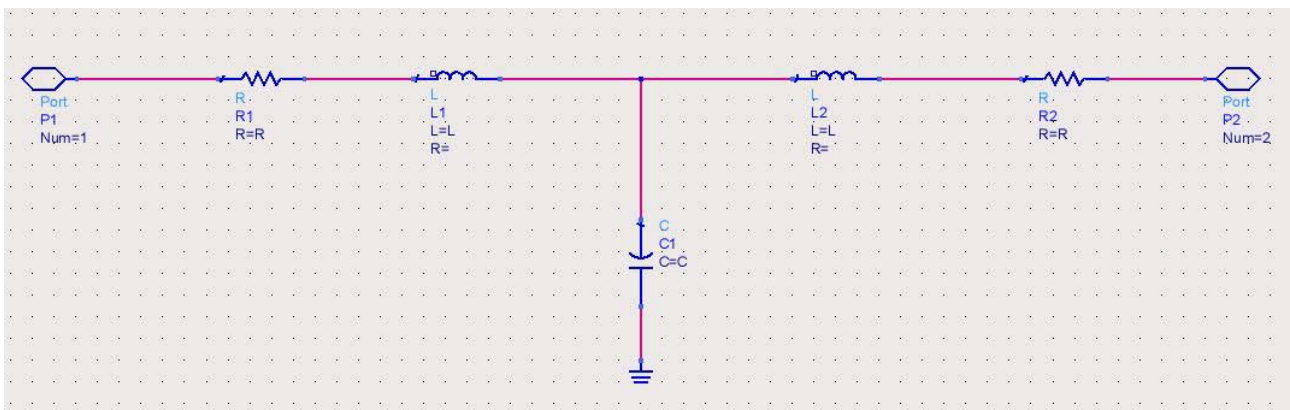 Port
P1
Num=1
R
R1
R=R
L
L1
L=L
R=
L
L2
L=L
R=
R
R2
R=R
Port
P2
Num=2
C
C1
C=C